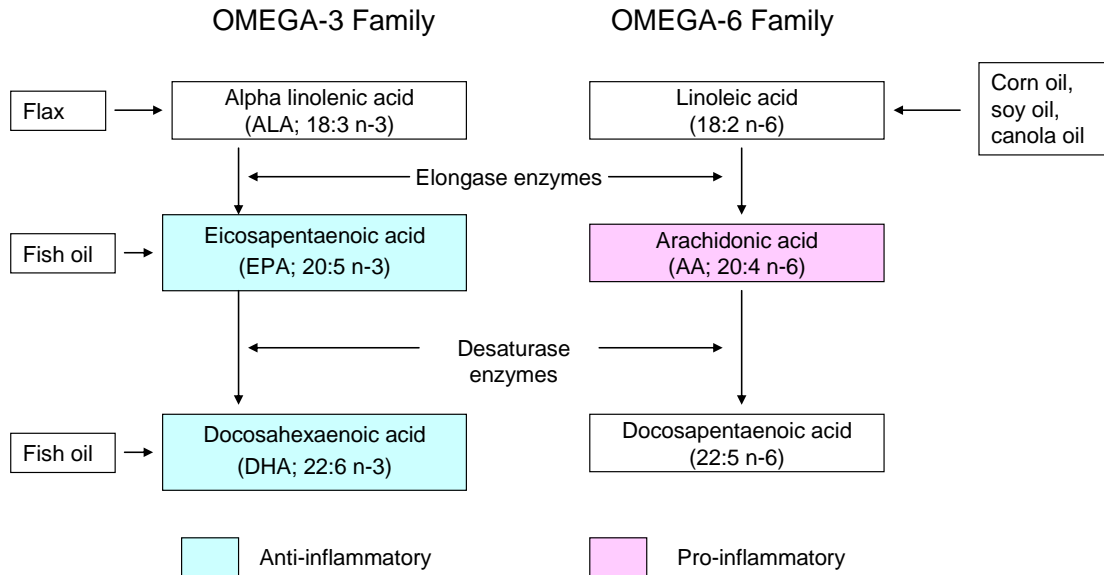 OMEGA-3 Family
OMEGA-6 Family
Flax
Alpha linolenic acid
(ALA; 18:3 n-3)
Linoleic acid
(18:2 n-6)
Corn oil,
soy oil,
canola oil
Elongase enzymes
Fish oil
Eicosapentaenoic acid
(EPA; 20:5 n-3)
Arachidonic acid
(AA; 20:4 n-6)
Desaturase
enzymes
Fish oil
Docosahexaenoic acid
(DHA; 22:6 n-3)
Docosapentaenoic acid
(22:5 n-6)
Anti-inflammatory
Pro-inflammatory